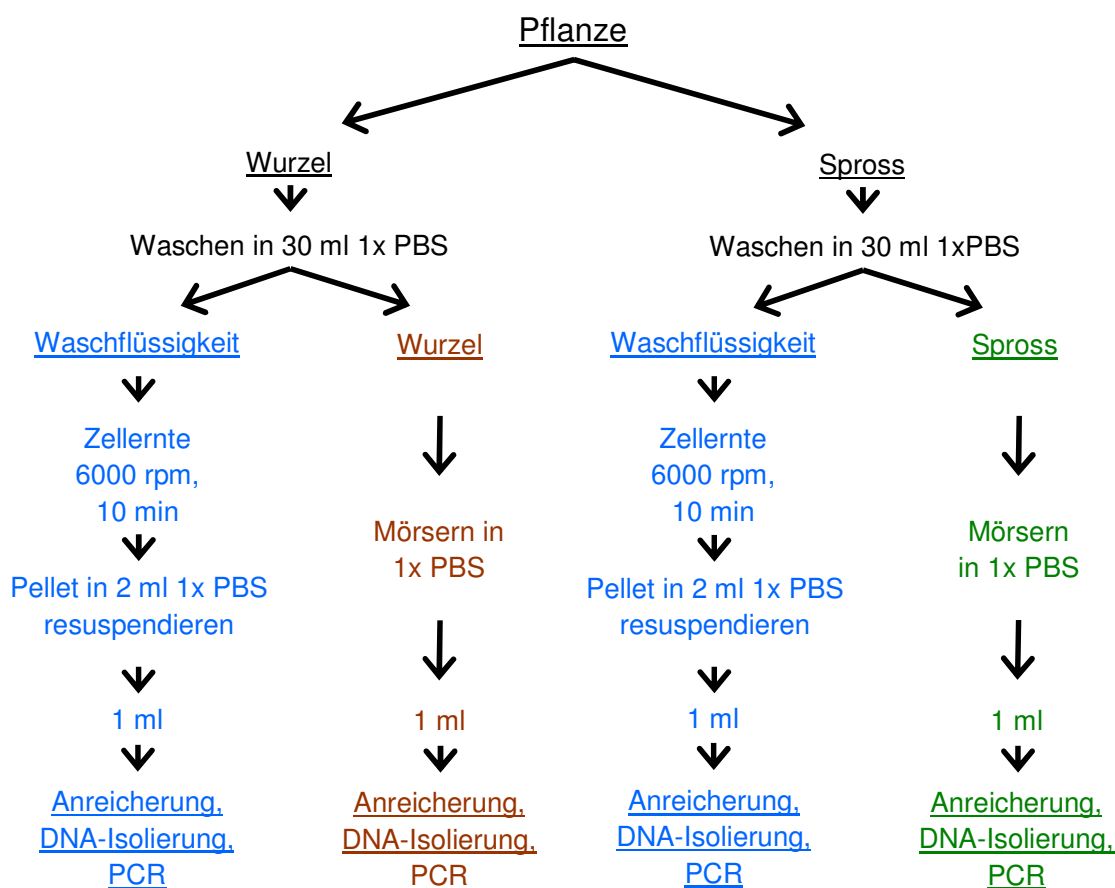 Pflanze
Wurzel
Spross
Waschen in 30 ml 1x PBS
Waschen in 30 ml 1xPBS
Waschflüssigkeit
Wurzel
Waschflüssigkeit
Spross
Zellernte
6000 rpm,
10 min
Mörsern in
1x PBS
Zellernte
6000 rpm,
10 min
Mörsern
in 1x PBS
Pellet in 2 ml 1x PBS
resuspendieren
Pellet in 2 ml 1x PBS
resuspendieren
1 ml
1 ml
1 ml
1 ml
Anreicherung,
DNA-Isolierung,
PCR
Anreicherung,
DNA-Isolierung,
PCR
Anreicherung,
DNA-Isolierung,
PCR
Anreicherung,
DNA-Isolierung,
PCR